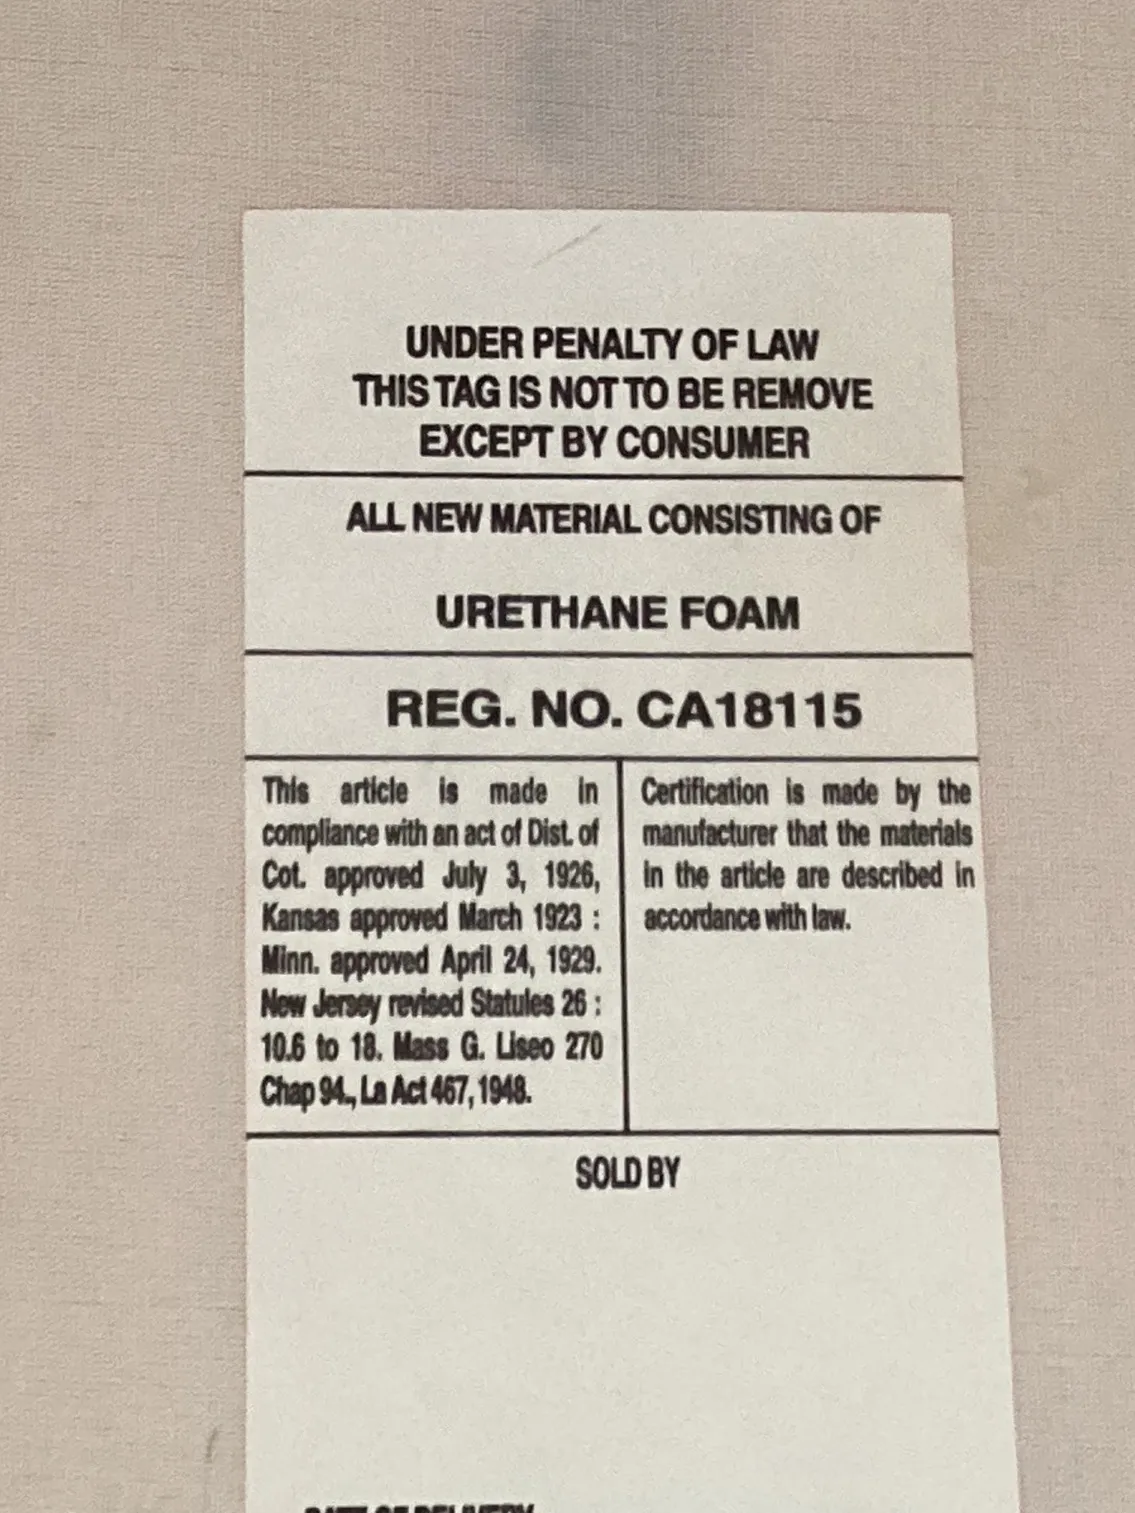 UNDER PENALTY OF LAW
THIS TAG IS NOT TO BE REMOVE
EXCEPT BY CONSUMER
ALL NEW MATERIAL CONSISTING OF
URETHANE FOAM
REG. NO. CA18115
This article is made in
compliance with an act of Dist. of
Cot. approved July 3, 1926,
Kansas approved March 1923 :
Minn. approved April 24, 1929.
New Jersey revised Statules 26 :
10.6 to 18. Mass G. Liseo 270
Chap 94., La Act 467, 1948.
Certification is made by the
manufacturer that the materials
in the article are described in
accordance with law.
SOLD BY
DATE OF DELIVERY